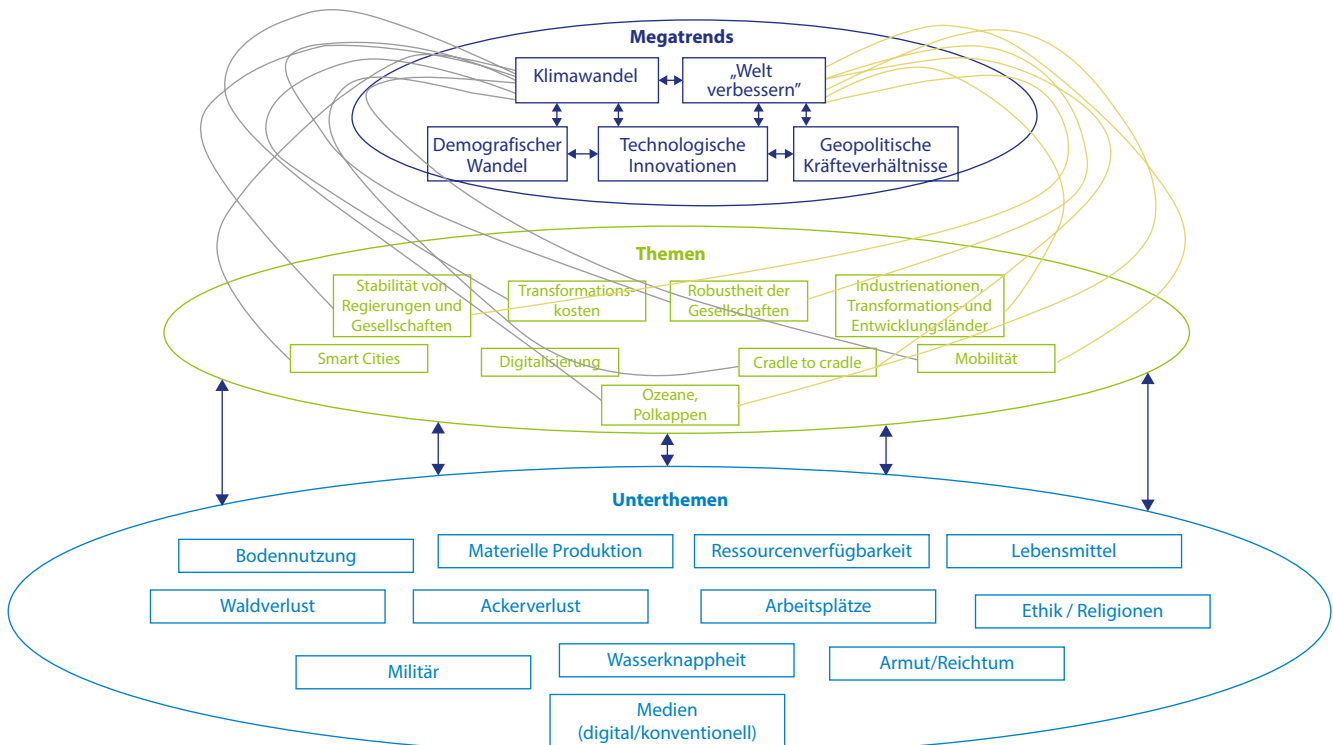 Megatrends
Klimawandel
„Welt
verbessern”
Demografischer
Wandel
Technologische
Innovationen
Geopolitische
Kräfteverhältnisse
Themen
Stabilität von
Regierungen und
Gesellschaften
Transformations-
kosten
Robustheit der
Gesellschaften
Industrienationen,
Transformations- und
Entwicklungsländer
Smart Cities
Digitalisierung
Cradle to cradle
Mobilität
Ozeane,
Polkappen
Unterthemen
Bodennutzung
Materielle Produktion
Ressourcenverfügbarkeit
Lebensmittel
Waldverlust
Ackerverlust
Arbeitsplätze
Ethik / Religionen
Militär
Wasserknappheit
Armut/Reichtum
Medien
(digital/konventionell)